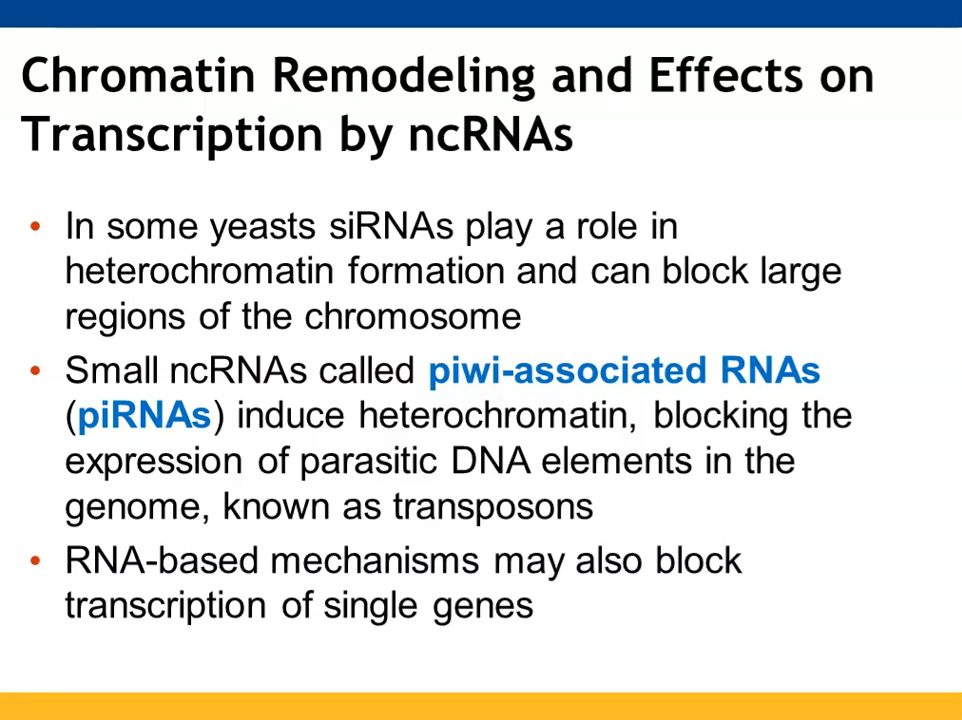 Chromatin Remodeling and Effects on
Transcription by ncRNAs
• In some yeasts siRNAs play a role in
heterochromatin formation and can block large
regions of the chromosome
• Small ncRNAs called piwi-associated RNAs
(piRNAs) induce heterochromatin, blocking the
expression of parasitic DNA elements in the
genome, known as transposons
• RNA-based mechanisms may also block
transcription of single genes